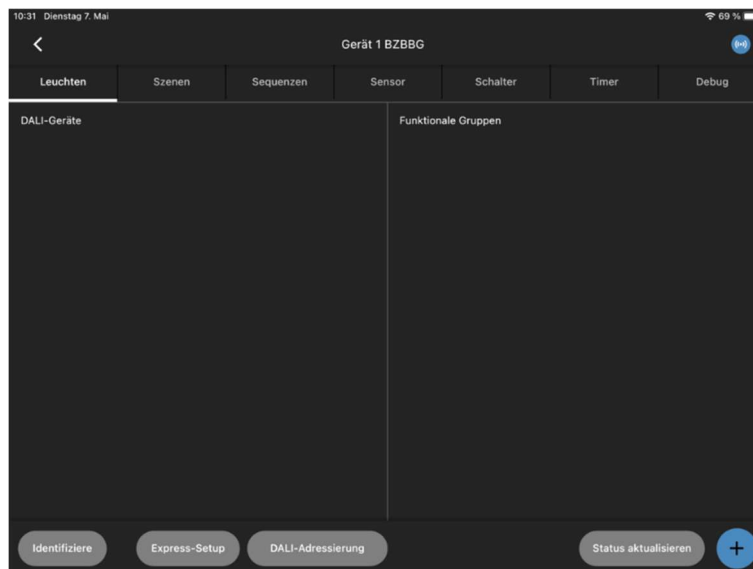 10:31 Dienstag 7. Mai 69 %
Gerät 1 BZBBG
Leuchten Szenen Sequenzen Sensor Schalter Timer Debug
DALI-Geräte Funktionale Gruppen
Identifiziere Express-Setup DALI-Adressierung Status aktualisieren +